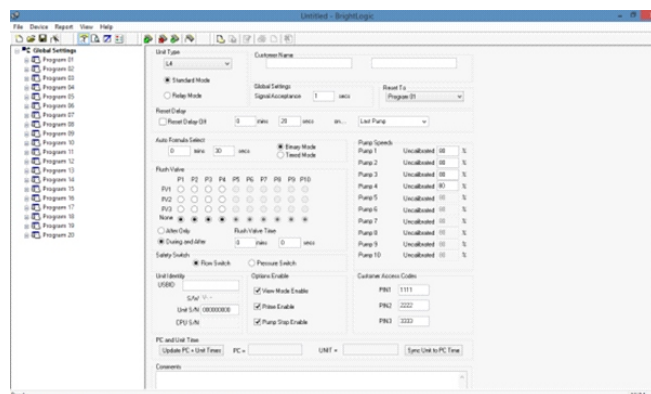 Untitled - BrightLogic
File Device Report View Help
Global Settings
Program 01
Program 02
Program 03
Program 04
Program 05
Program 06
Program 07
Program 08
Program 09
Program 10
Program 11
Program 12
Program 13
Program 14
Program 15
Program 16
Program 17
Program 18
Program 19
Program 20
Unit Type
L4
Standard Mode
Relay Mode
Customer Name
Global Settings
Signal Acceptance 1 secs
Reset To
Program 01
Reset Delay
Reset Delay Off 0 mins 20 secs on... Last Pump
Auto Formula Select
0 mins 30 secs
Binary Mode
Timed Mode
Flush Valve
P1 P2 P3 P4 P5 P6 P7 P8 P9 P10
FV1
FV2
FV3
None
After Only
During and After
Flush Valve Time
0 mins 0 secs
Safety Switch
Flow Switch Pressure Switch
Pump Speeds
Pump 1 Uncalibrated %
Pump 2 Uncalibrated %
Pump 3 Uncalibrated %
Pump 4 Uncalibrated %
Pump 5 Uncalibrated %
Pump 6 Uncalibrated %
Pump 7 Uncalibrated %
Pump 8 Uncalibrated %
Pump 9 Uncalibrated %
Pump 10 Uncalibrated %
Unit Identity
USBID
S/W
Unit S/N 00000000
CPU S/N
Options Enable
View Mode Enable
Prime Enable
Pump Stop Enable
Customer Access Codes
PIN1 1111
PIN2 2222
PIN3 3333
PC and Unit Time
Update PC + Unit Times PC = UNIT = Sync Unit to PC Time
Comments